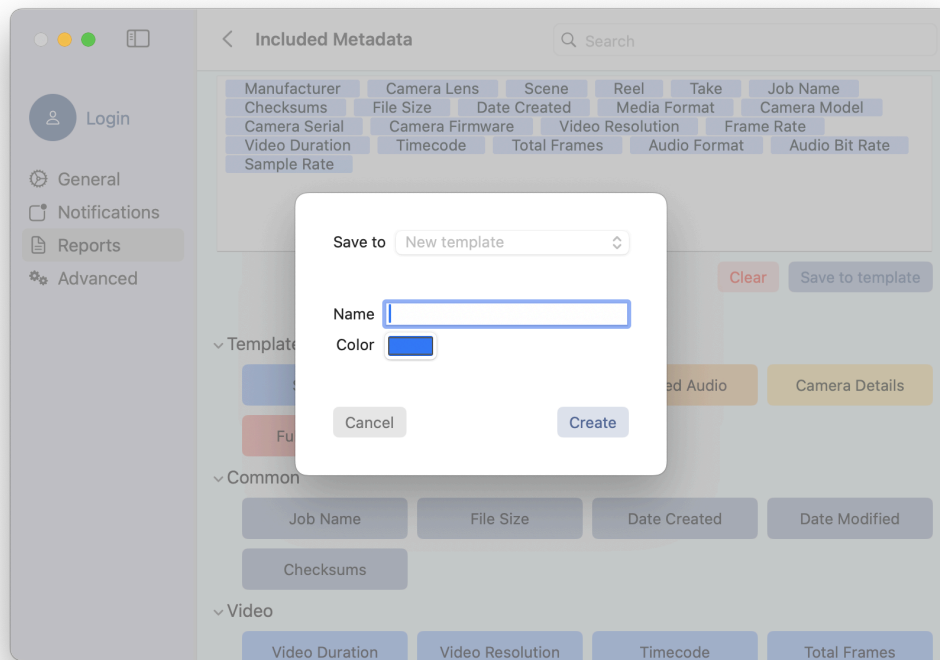 Included Metadata
Search
Login
General
Notifications
Reports
Advanced
Manufacturer Camera Lens Scene Reel Take Job Name
Checksums File Size Date Created Media Format Camera Model
Camera Serial Camera Firmware Video Resolution Frame Rate
Video Duration Timecode Total Frames Audio Format Audio Bit Rate
Sample Rate
Save to New template
Name
Color
Cancel Create
Clear Save to template
Camera Details
Common
Job Name File Size Date Created Date Modified
Checksums
Video
Video Duration Video Resolution Timecode Total Frames